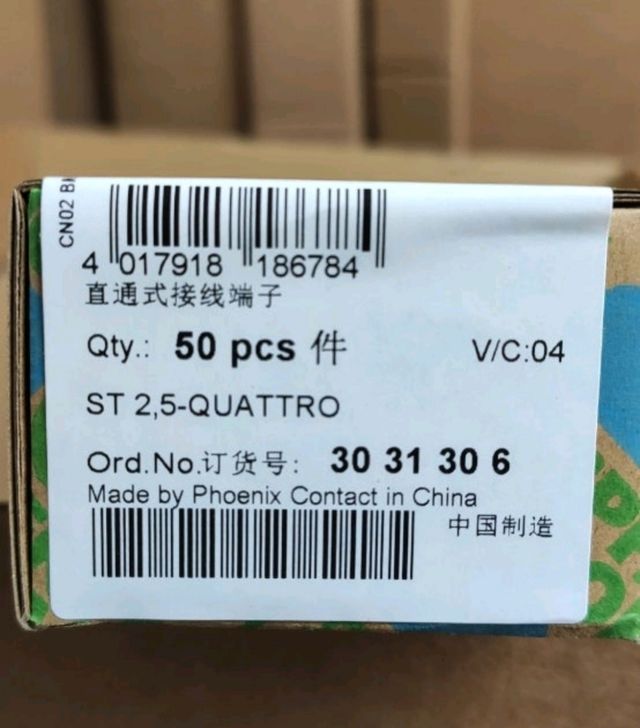 CN02
4 017918 186784
直通式接线端子
Qty.: 50 pcs 件
V/C:04
ST 2,5-QUATTRO
Ord.No.订货号: 30 31 30 6
Made by Phoenix Contact in China
中国制造